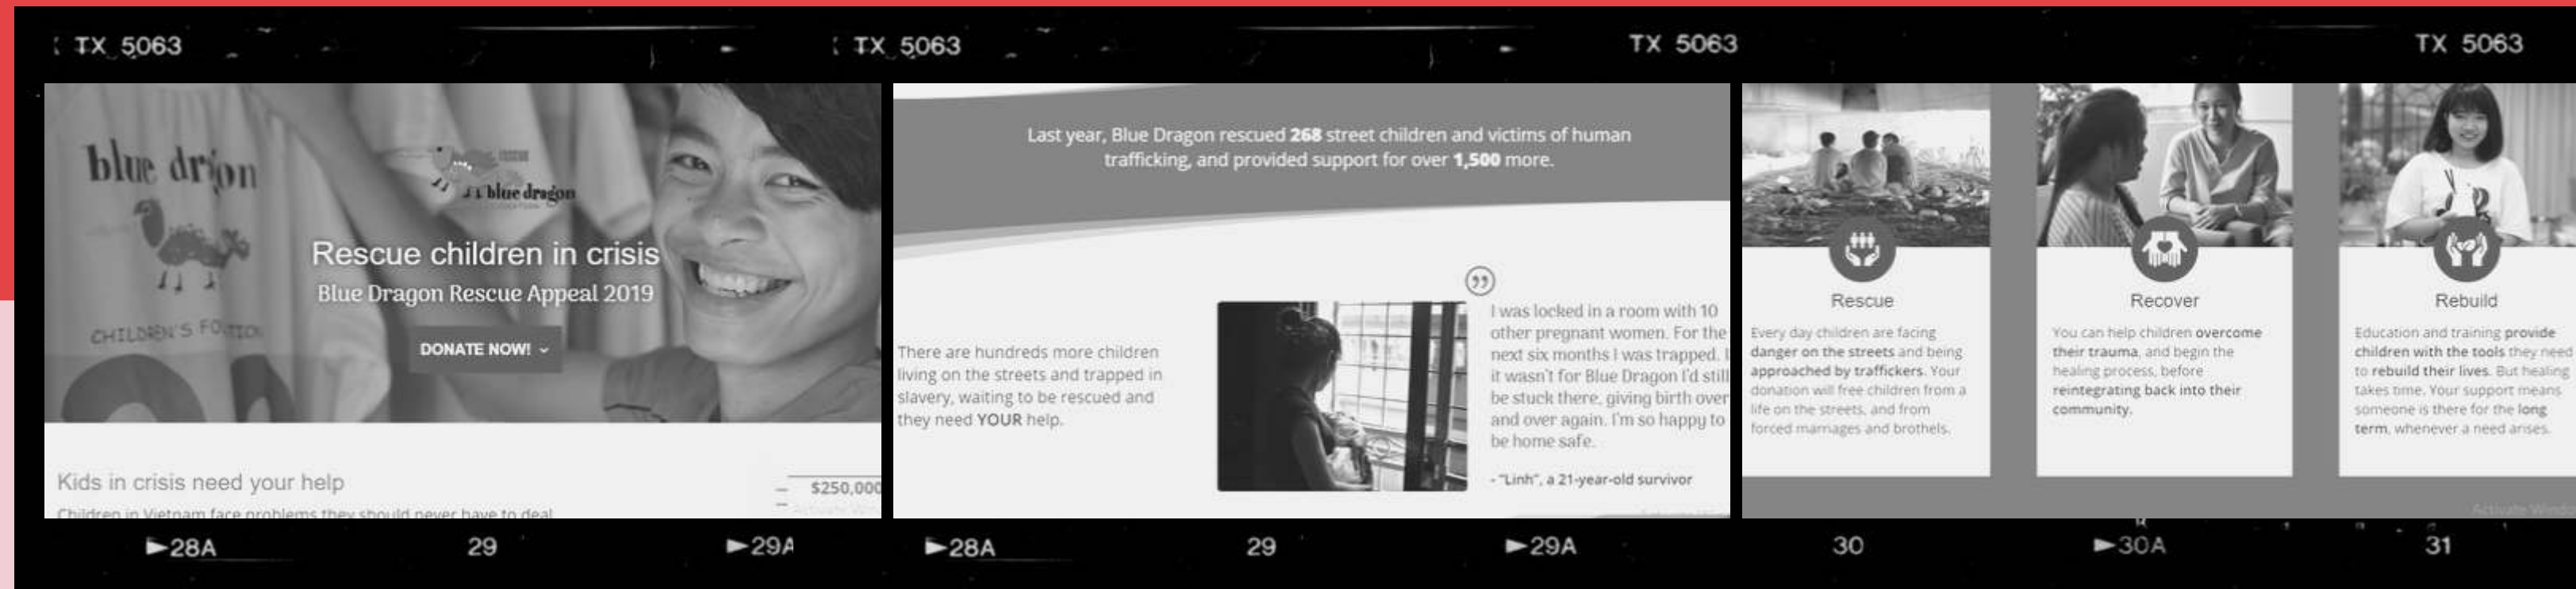 TX 5063
TX 5063
TX 5063
TX 5063
blue dragon
CHILDREN'S
blue dragon
Rescue children in crisis
Blue Dragon Rescue Appeal 2019
DONATE NOW!
Kids in crisis need your help
$250,000
Children in Vietnam face problems they should never have to deal
Last year, Blue Dragon rescued 268 street children and victims of human
trafficking, and provided support for over 1,500 more.
There are hundreds more children
living on the streets and trapped in
slavery, waiting to be rescued and
they need YOUR help.
I was locked in a room with 10
other pregnant women. For the
next six months I was trapped. I
it wasn't for Blue Dragon I'd still
be stuck there, giving birth over
and over again. I'm so happy to
be home safe.
- "Linh", a 21-year-old survivor
Rescue
Every day children are facing
danger on the streets and being
approached by traffickers. Your
donation will free children from a
life on the streets, and from
forced marriages and brothels.
Recover
You can help children overcome
their trauma, and begin the
healing process, before
reintegrating back into their
community.
Rebuild
Education and training provide
children with the tools they need
to rebuild their lives. But healing
takes time. Your support means
someone is there for the long
term, whenever a need arises.
28A
29
29A
28A
29
29A
30
30A
31